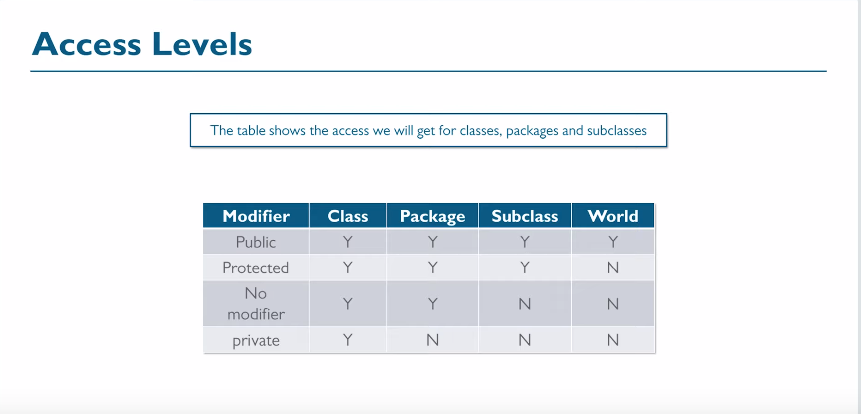 Access Levels
The table shows the access we will get for classes, packages and subclasses
Modifier Class Package Subclass World
Public Y Y Y Y
Protected Y Y Y N
No
modifier Y Y N N
private Y N N N